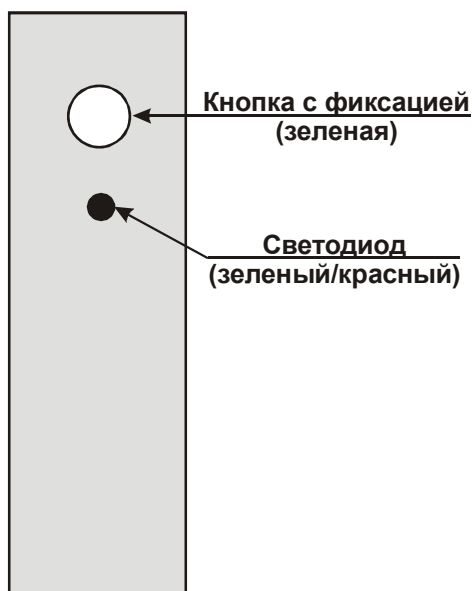 Кнопка с фиксацией
(зеленая)
Светодиод
(зеленый/красный)